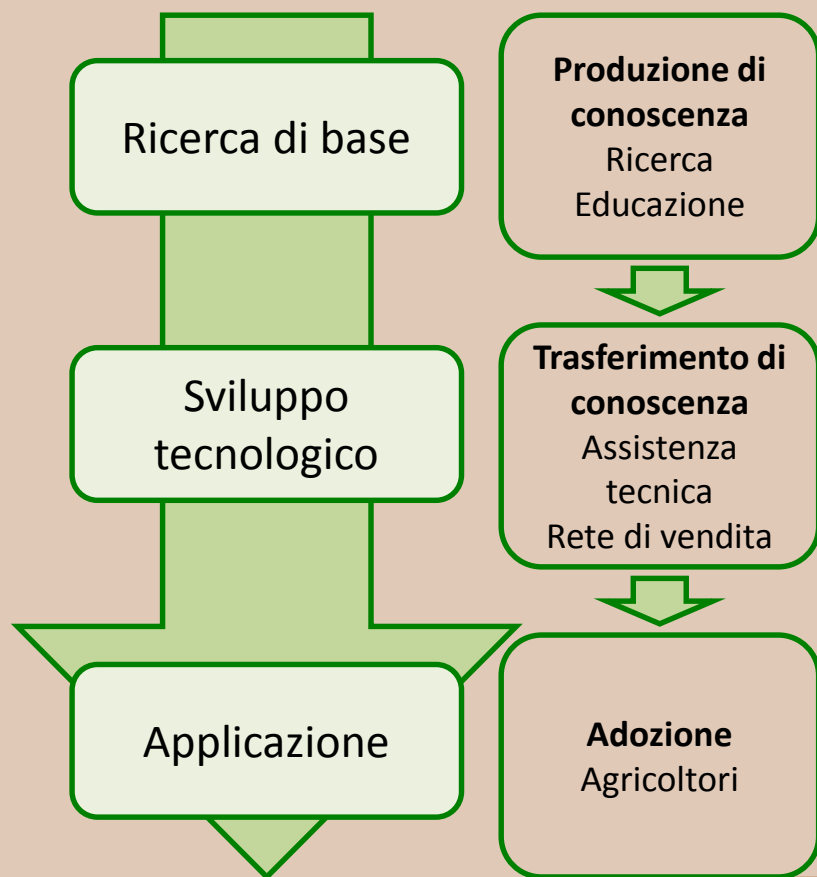 Ricerca di base
Sviluppo
tecnologico
Applicazione
Produzione di
conoscenza
Ricerca
Educazione
Trasferimento di
conoscenza
Assistenza
tecnica
Rete di vendita
Adozione
Agricoltori